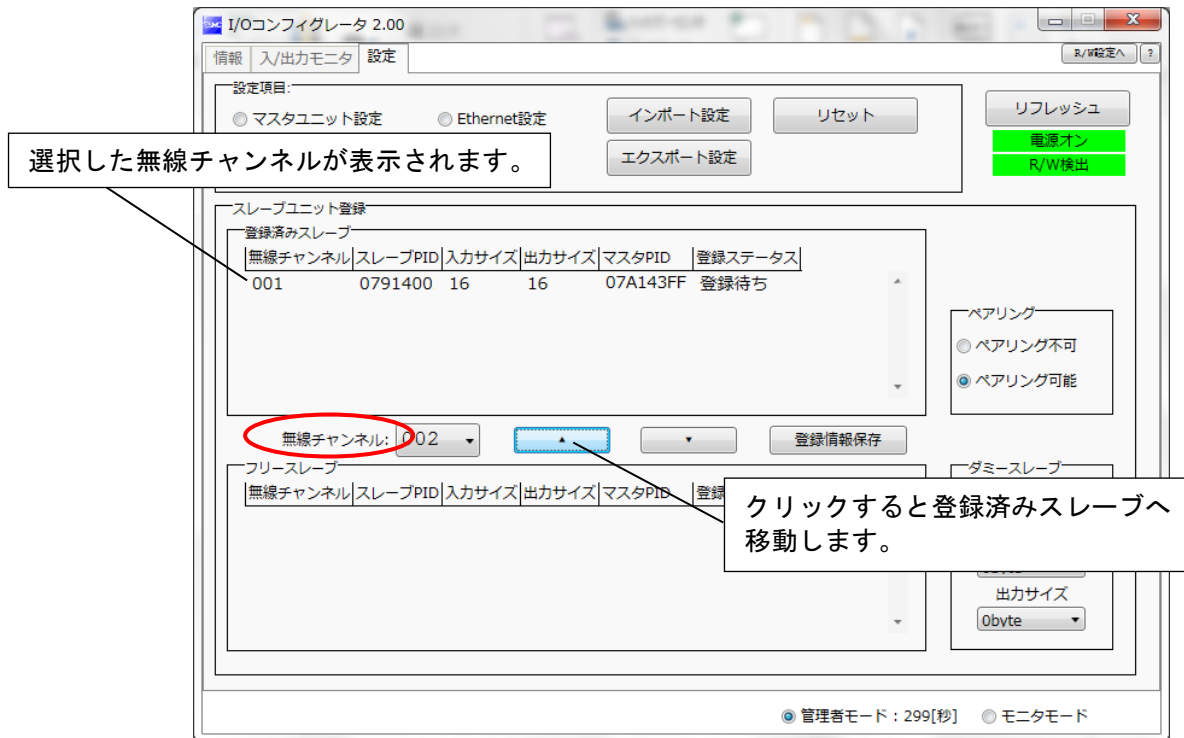 I/Oコンフィグレータ 2.00
情報 入/出力モニタ 設定 R/W設定へ ?
設定項目:
マスタユニット設定 Ethernet設定 インポート設定 リセット リフレッシュ
エクスポート設定 電源オン
R/W検出
選択した無線チャンネルが表示されます。
スレーブユニット登録
登録済みスレーブ
無線チャンネル スレーブPID 入力サイズ 出力サイズ マスタPID 登録ステータス
001 0791400 16 16 07A143FF 登録待ち
ペアリング
ペアリング不可
ペアリング可能
無線チャンネル: 002 ▲ ▼ 登録情報保存
フリースレーブ ダミースレーブ
無線チャンネル スレーブPID 入力サイズ 出力サイズ マスタPID
クリックすると登録済みスレーブへ
移動します。
出力サイズ
0byte
管理者モード:299[秒] モニタモード